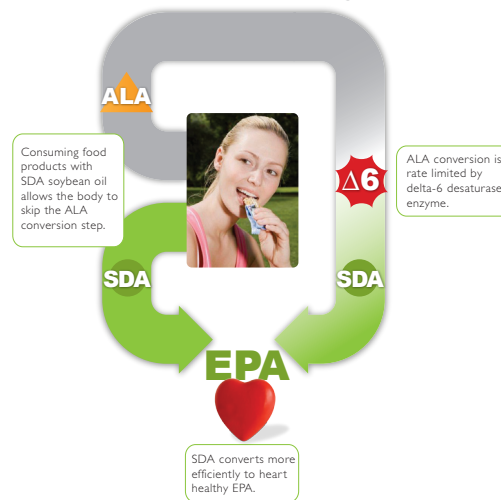 ALA
Consuming food
products with
SDA soybean oil
allows the body to
skip the ALA
conversion step.
Δ6
ALA conversion is
rate limited by
delta-6 desaturase
enzyme.
SDA
SDA
EPA
SDA converts more
efficiently to heart
healthy EPA.